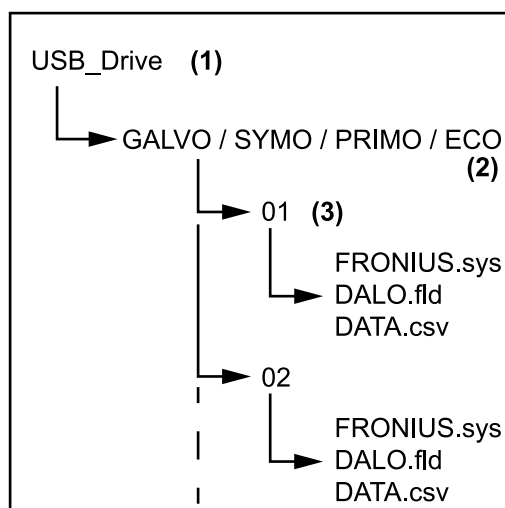 USB_Drive (1)
GALVO / SYMO / PRIMO / ECO
(2)
01 (3)
FRONIUS.sys
DALO.fld
DATA.csv
02
FRONIUS.sys
DALO.fld
DATA.csv